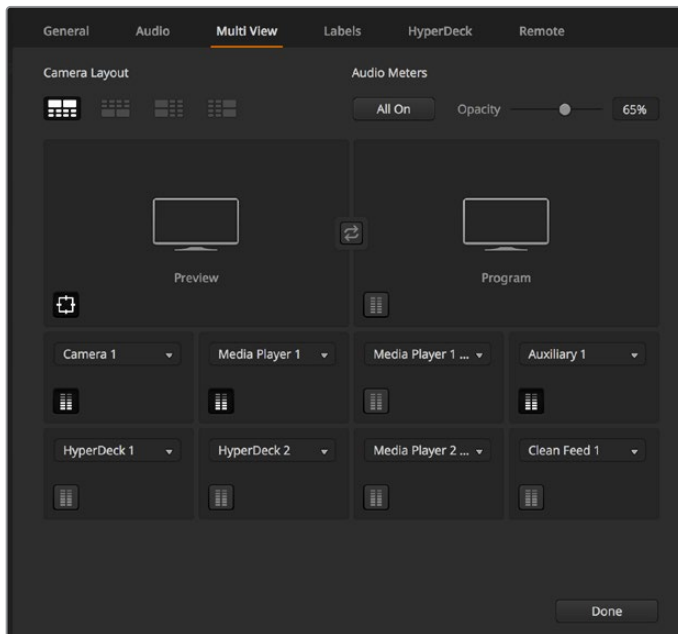 General Audio Multi View Labels HyperDeck Remote
Camera Layout Audio Meters
All On Opacity 65%
Preview Program
Camera 1 Media Player 1 Media Player 1 ... Auxiliary 1
HyperDeck 1 HyperDeck 2 Media Player 2 ... Clean Feed 1
Done